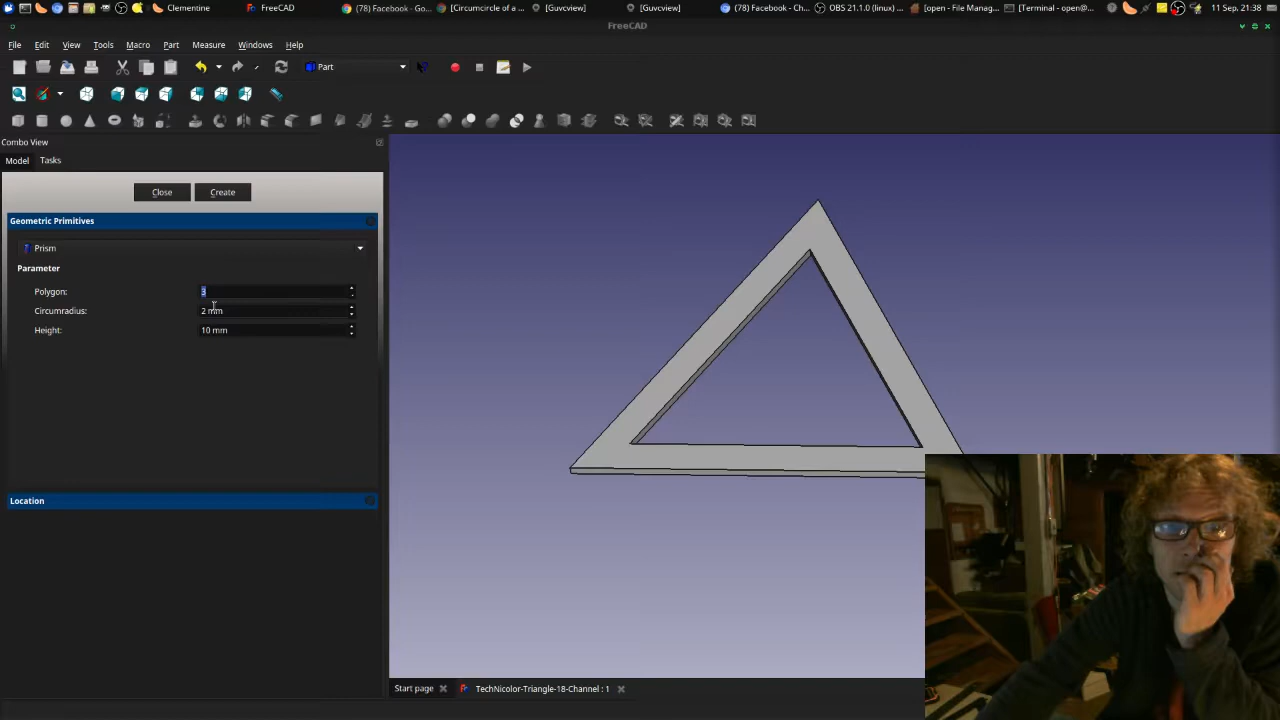 Clementine
FreeCAD
(78) Facebook - Go...
[Circumcircle of a ...
[Guvcview]
[Guvcview]
(78) Facebook - Ch...
OBS 21.1.0 (linux) ...
[open - File Manag...
[Terminal - open@...
11 Sep, 21:38
FreeCAD
File Edit View Tools Macro Part Measure Windows Help
Part
Combo View
Model Tasks
Close Create
Geometric Primitives
Prism
Parameter
Polygon: 3
Circumradius: 2 mm
Height: 10 mm
Location
Start page TechNicolor-Triangle-18-Channel : 1